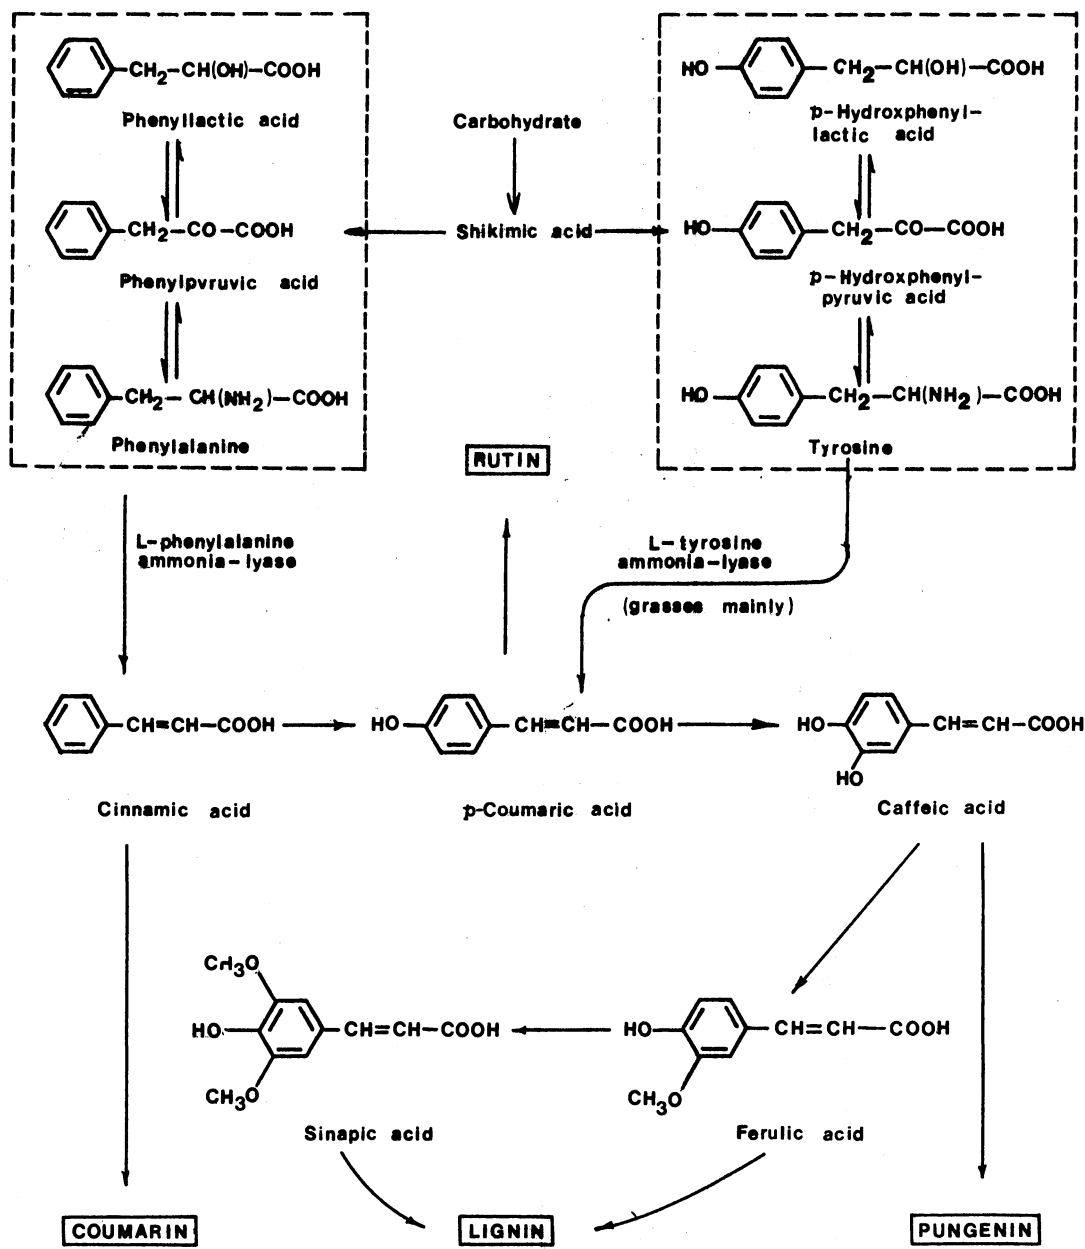 CH2—CH(OH)—COOH
Phenyllactic acid
CH2—CO—COOH
Phenylpvruvic acid
CH2— CH(NH2)—COOH
Phenylalanine
Carbohydrate
Shikimic acid
HO CH2—CH(OH)—COOH
p-Hydroxphenyl-
lactic acid
HO CH2—CO—COOH
p-Hydroxphenyl-
pyruvic acid
HO CH2—CH(NH2)—COOH
Tyrosine
RUTIN
L-phenylalanine
ammonia-lyase
L-tyrosine
ammonia-lyase
(grasses mainly)
CH=CH—COOH
Cinnamic acid
HO CH=CH—COOH
p-Coumaric acid
HO CH=CH—COOH
HO
Caffeic acid
CH3O
HO CH=CH—COOH
CH3O
Sinapic acid
HO CH=CH—COOH
CH3O
Ferulic acid
COUMARIN
LIGNIN
PUNGENIN